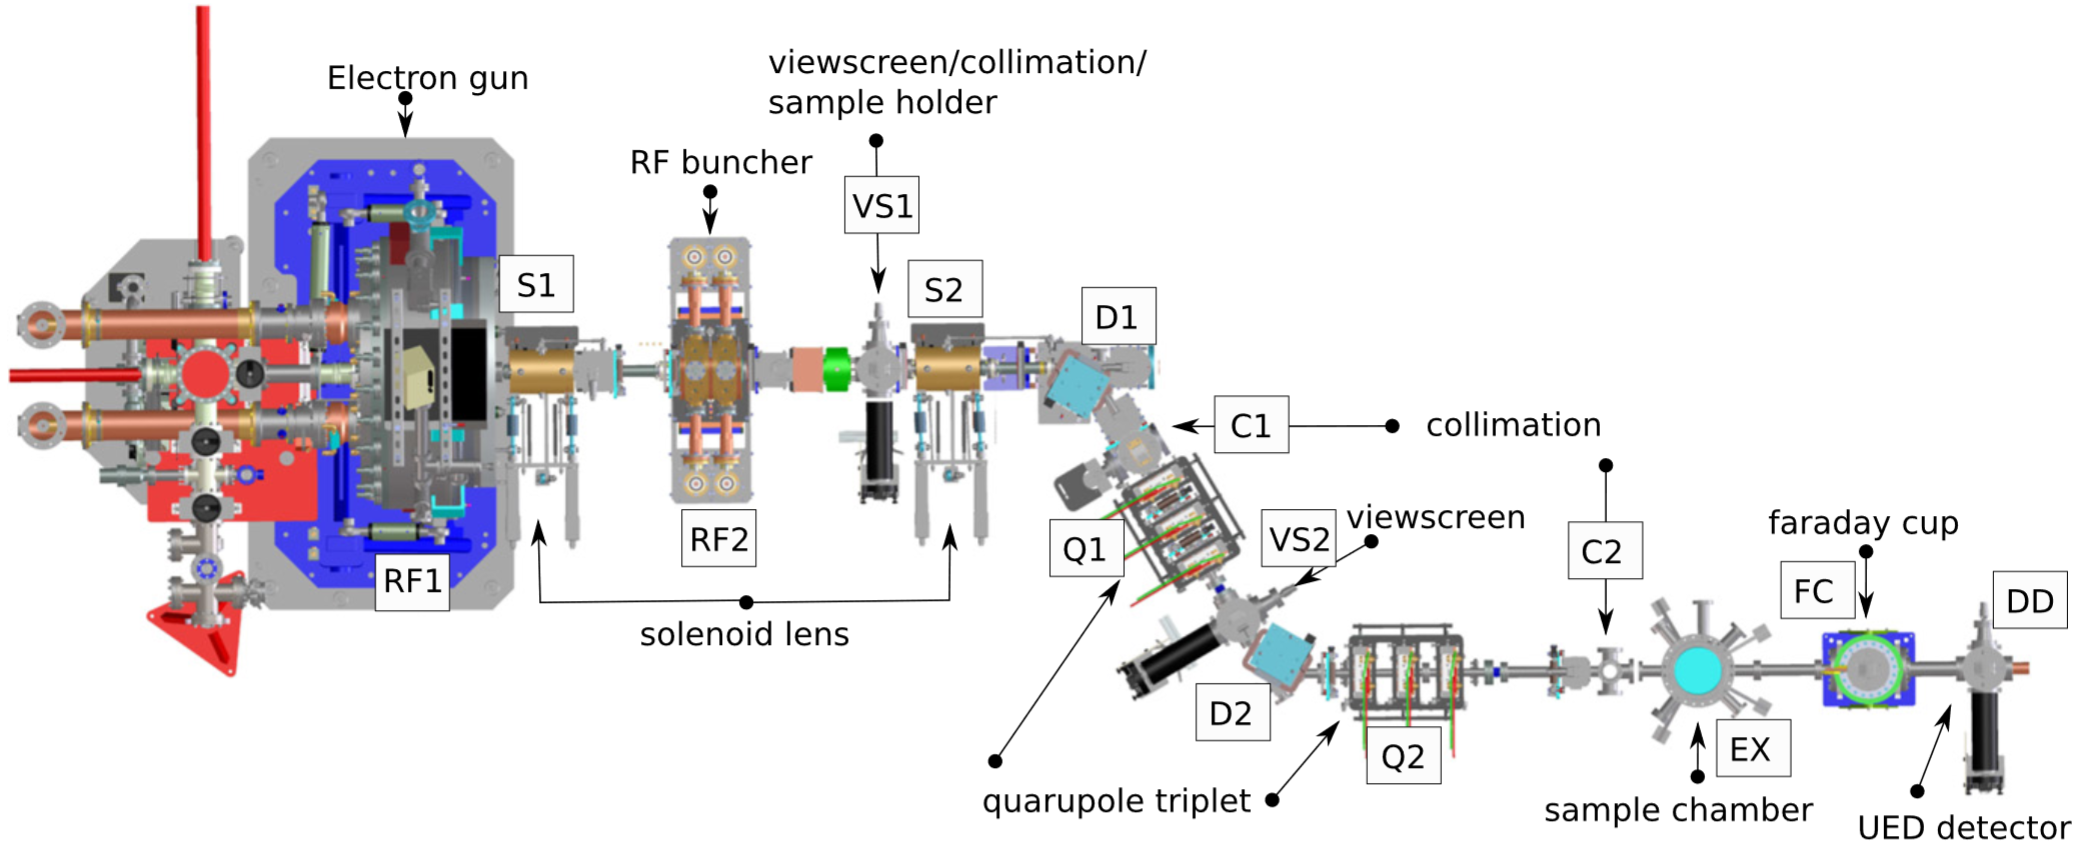 Electron gun
viewscreen/collimation/
sample holder
RF buncher
VS1
S1
S2
D1
C1
collimation
RF2
Q1
VS2
viewscreen
C2
faraday cup
RF1
FC
DD
solenoid lens
D2
Q2
EX
quarupole triplet
sample chamber
UED detector